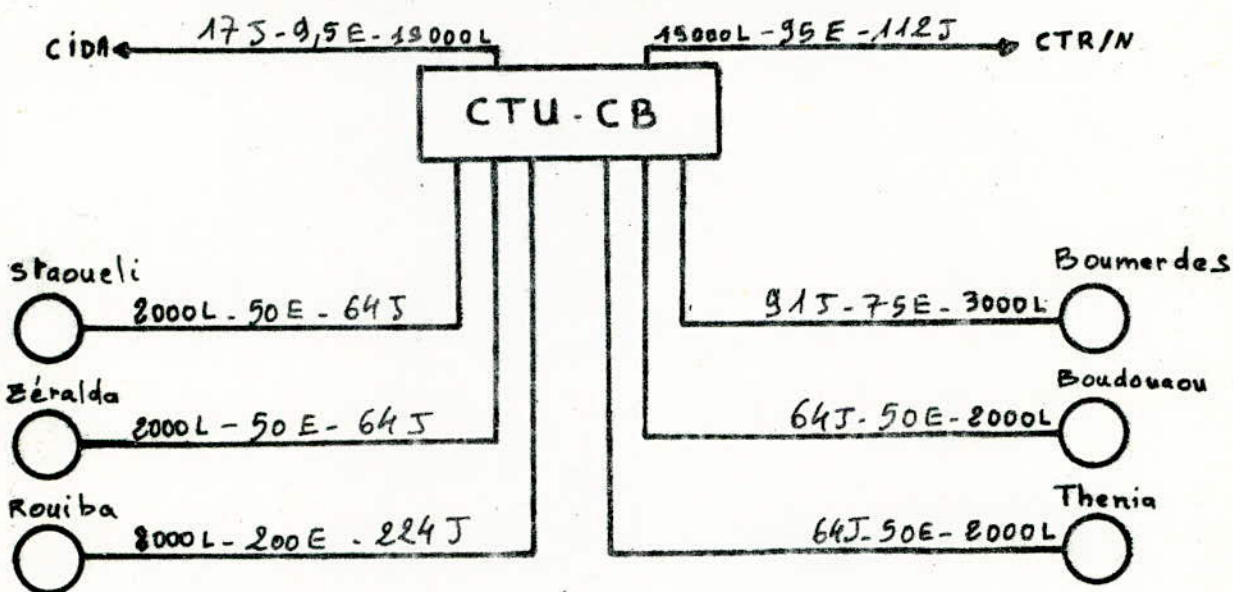 CIDA 17 J-9,5E-19000L
19000L-95E-112J CTR/N
CTU-CB
Staoueli
2000L-50E-64J
Zéralda
2000L-50E-64J
Rouiba
8000L-200E-224J
Boumerdes
91J-75E-3000L
Boudouaou
64J-50E-2000L
Thenia
64J-50E-2000L